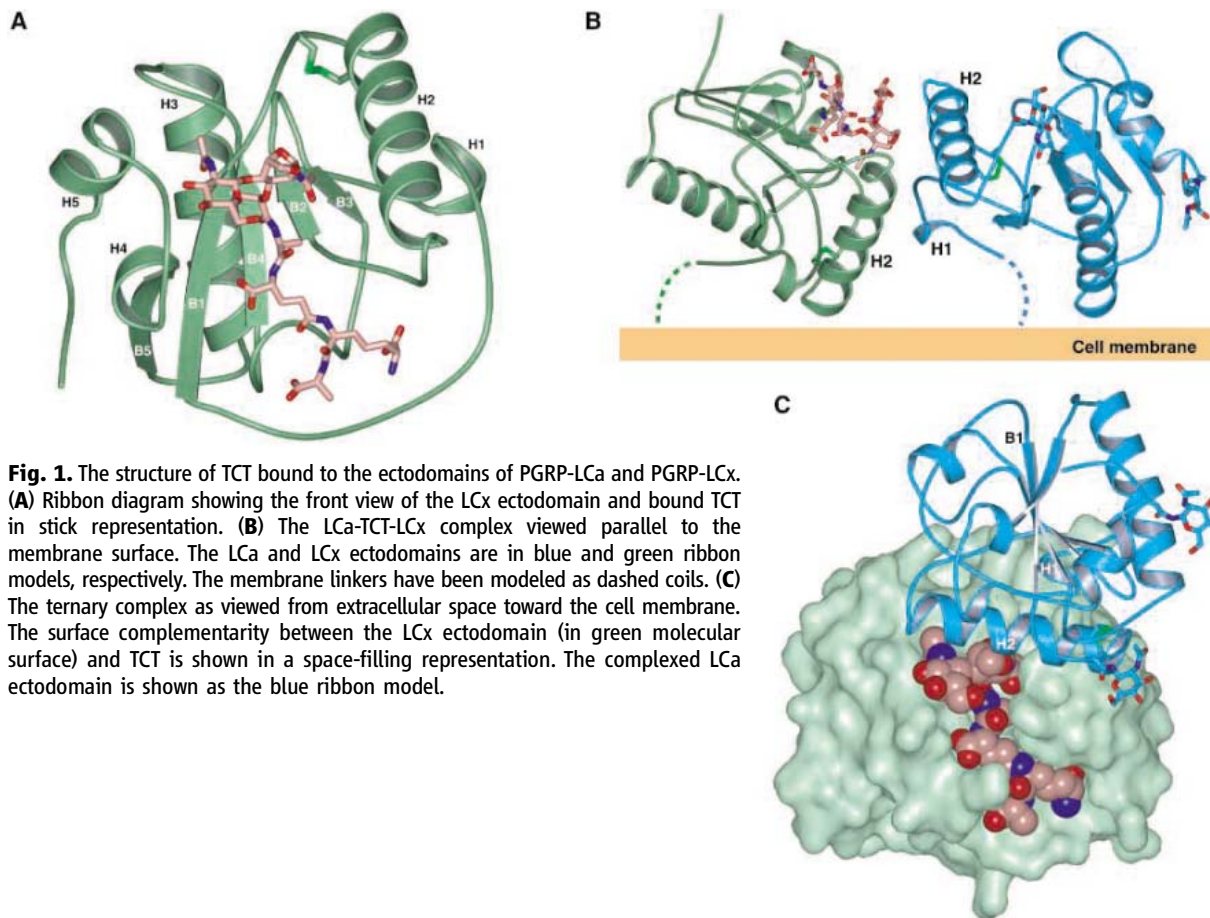 A
H3
H2
H1
H5
B2
B3
H4
B4
B1
B5
B
H2
H1
H2
Cell membrane
C
B1
H1
H2
Fig. 1. The structure of TCT bound to the ectodomains of PGRP-LCa and PGRP-LCx.
(A) Ribbon diagram showing the front view of the LCx ectodomain and bound TCT
in stick representation. (B) The LCa-TCT-LCx complex viewed parallel to the
membrane surface. The LCa and LCx ectodomains are in blue and green ribbon
models, respectively. The membrane linkers have been modeled as dashed coils. (C)
The ternary complex as viewed from extracellular space toward the cell membrane.
The surface complementarity between the LCx ectodomain (in green molecular
surface) and TCT is shown in a space-filling representation. The complexed LCa
ectodomain is shown as the blue ribbon model.